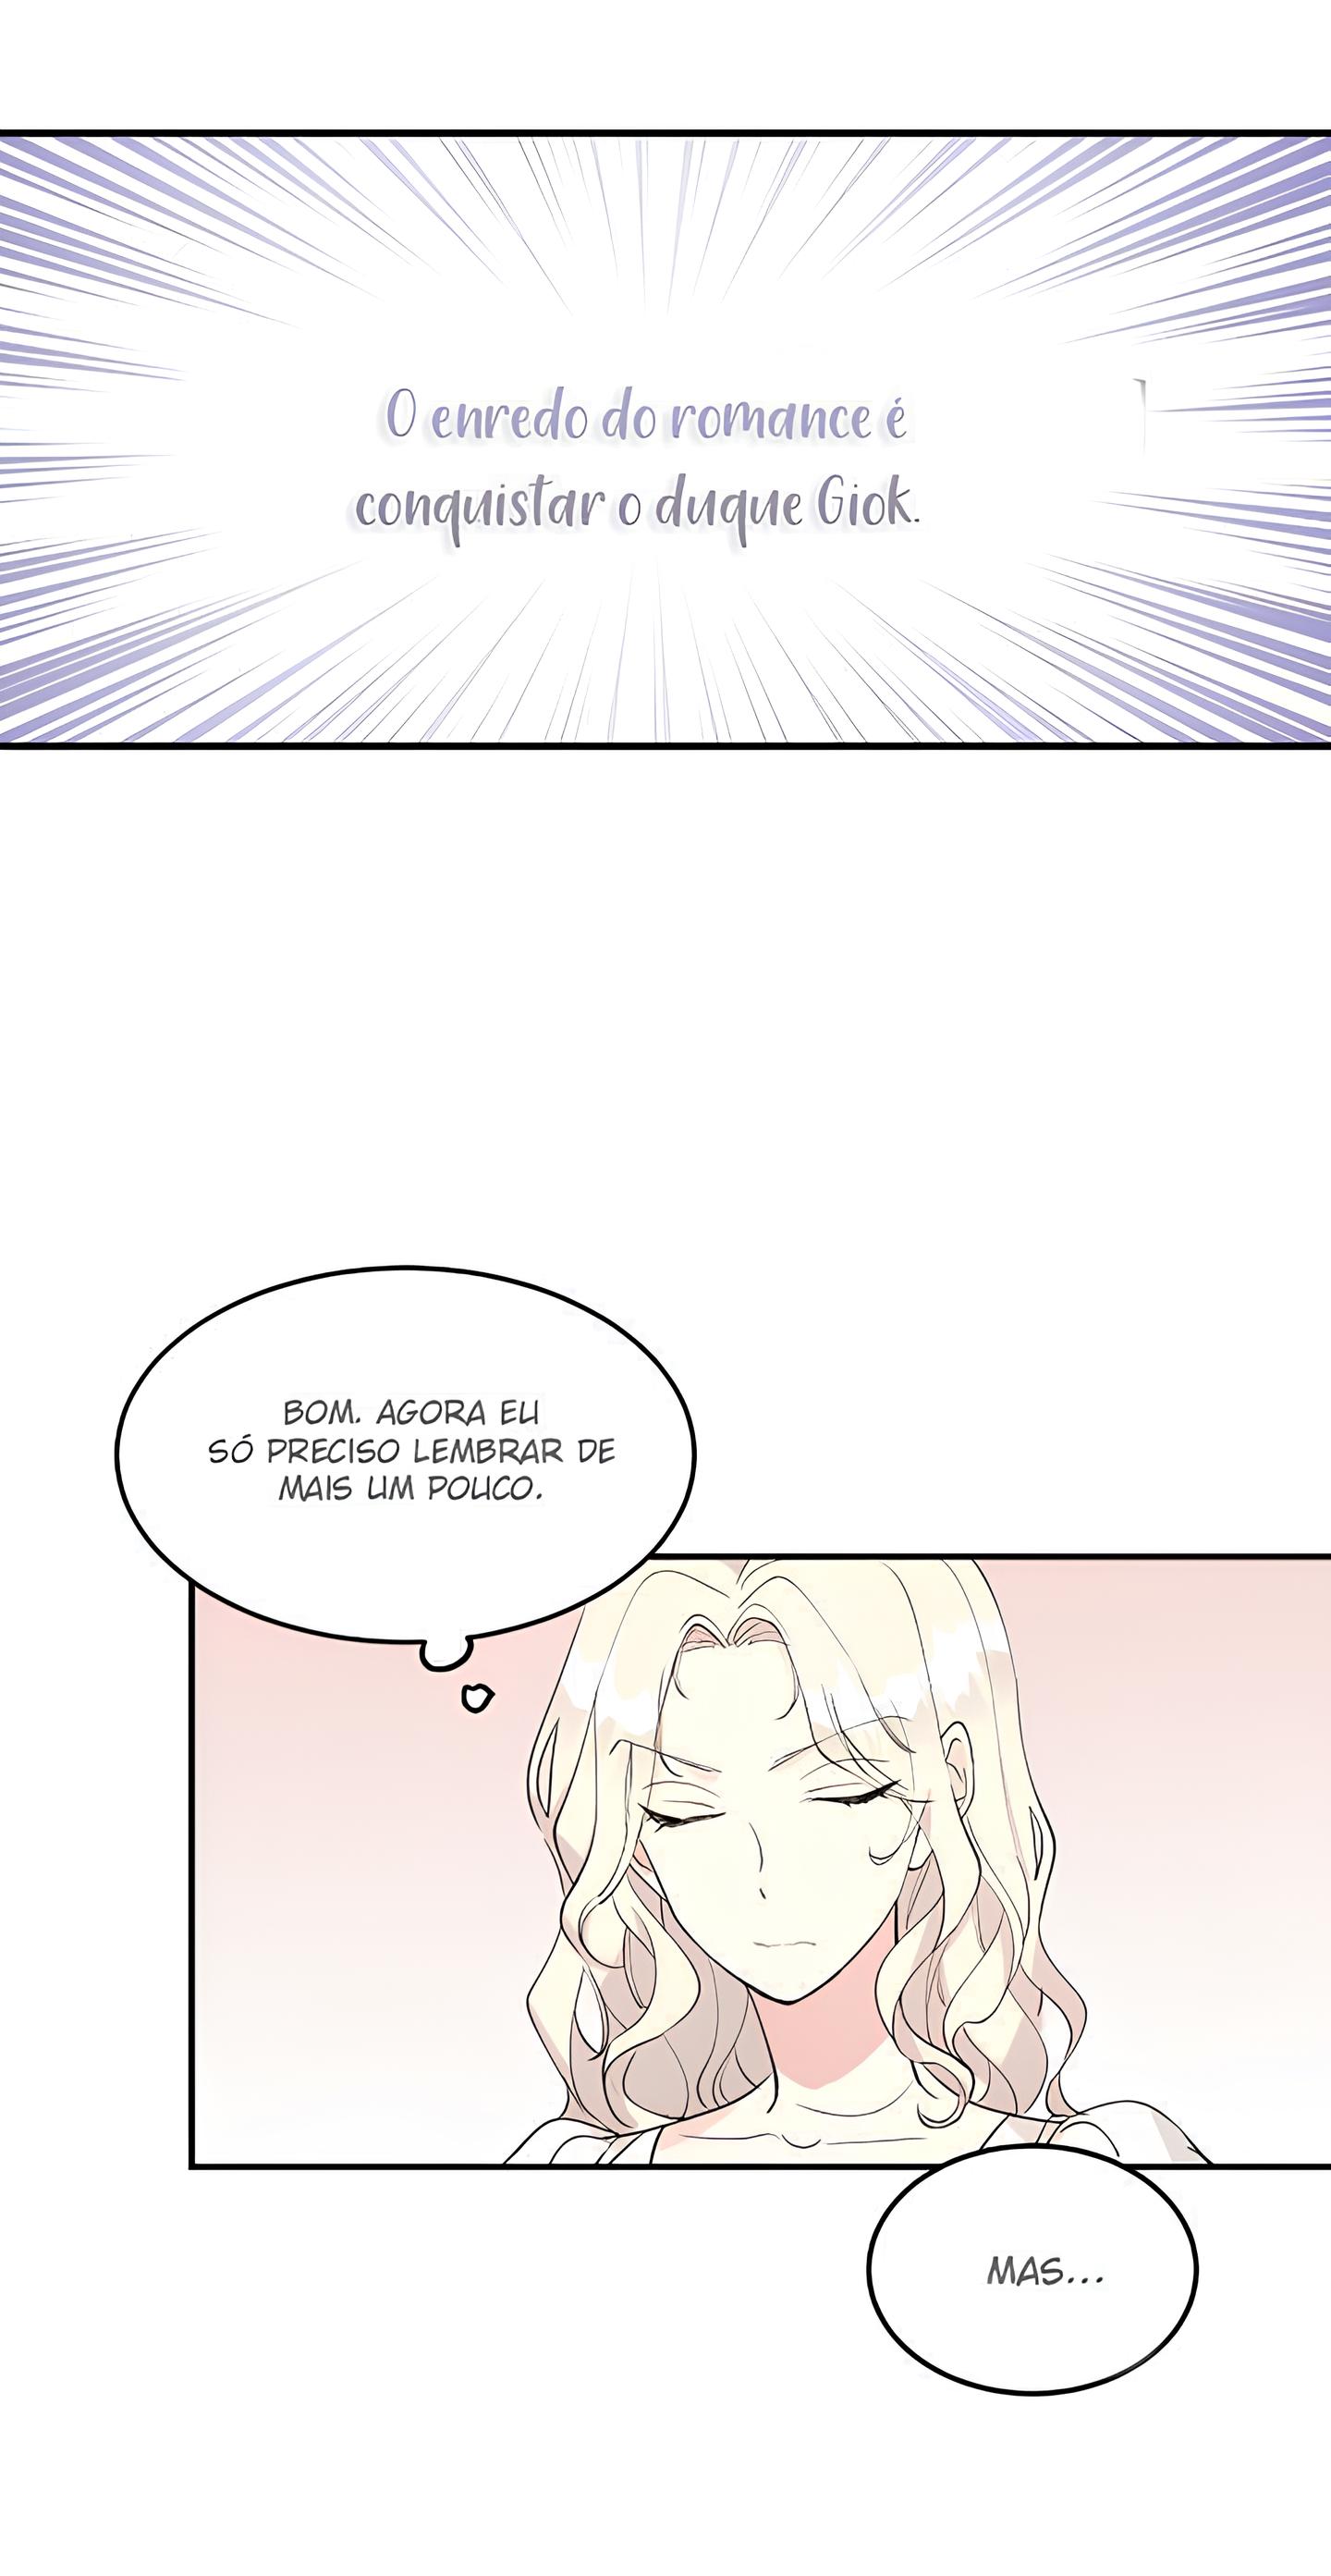 O enredo do romance é
conquistar o duque Giok.
BOM. AGORA EU
SÓ PRECISO LEMBRAR DE
MAIS UM POUCO.
MAS...